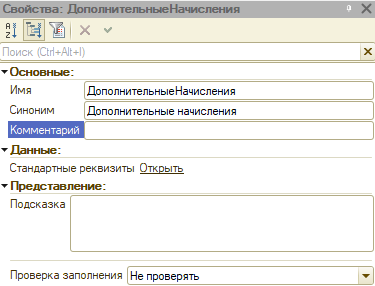 Свойства: ДополнительныеНачисления
Поиск (Ctrl+Alt+I)
Основные:
Имя ДополнительныеНачисления
Синоним Дополнительные начисления
Комментарий
Данные:
Стандартные реквизиты Открыть
Представление:
Подсказка
Проверка заполнения Не проверять